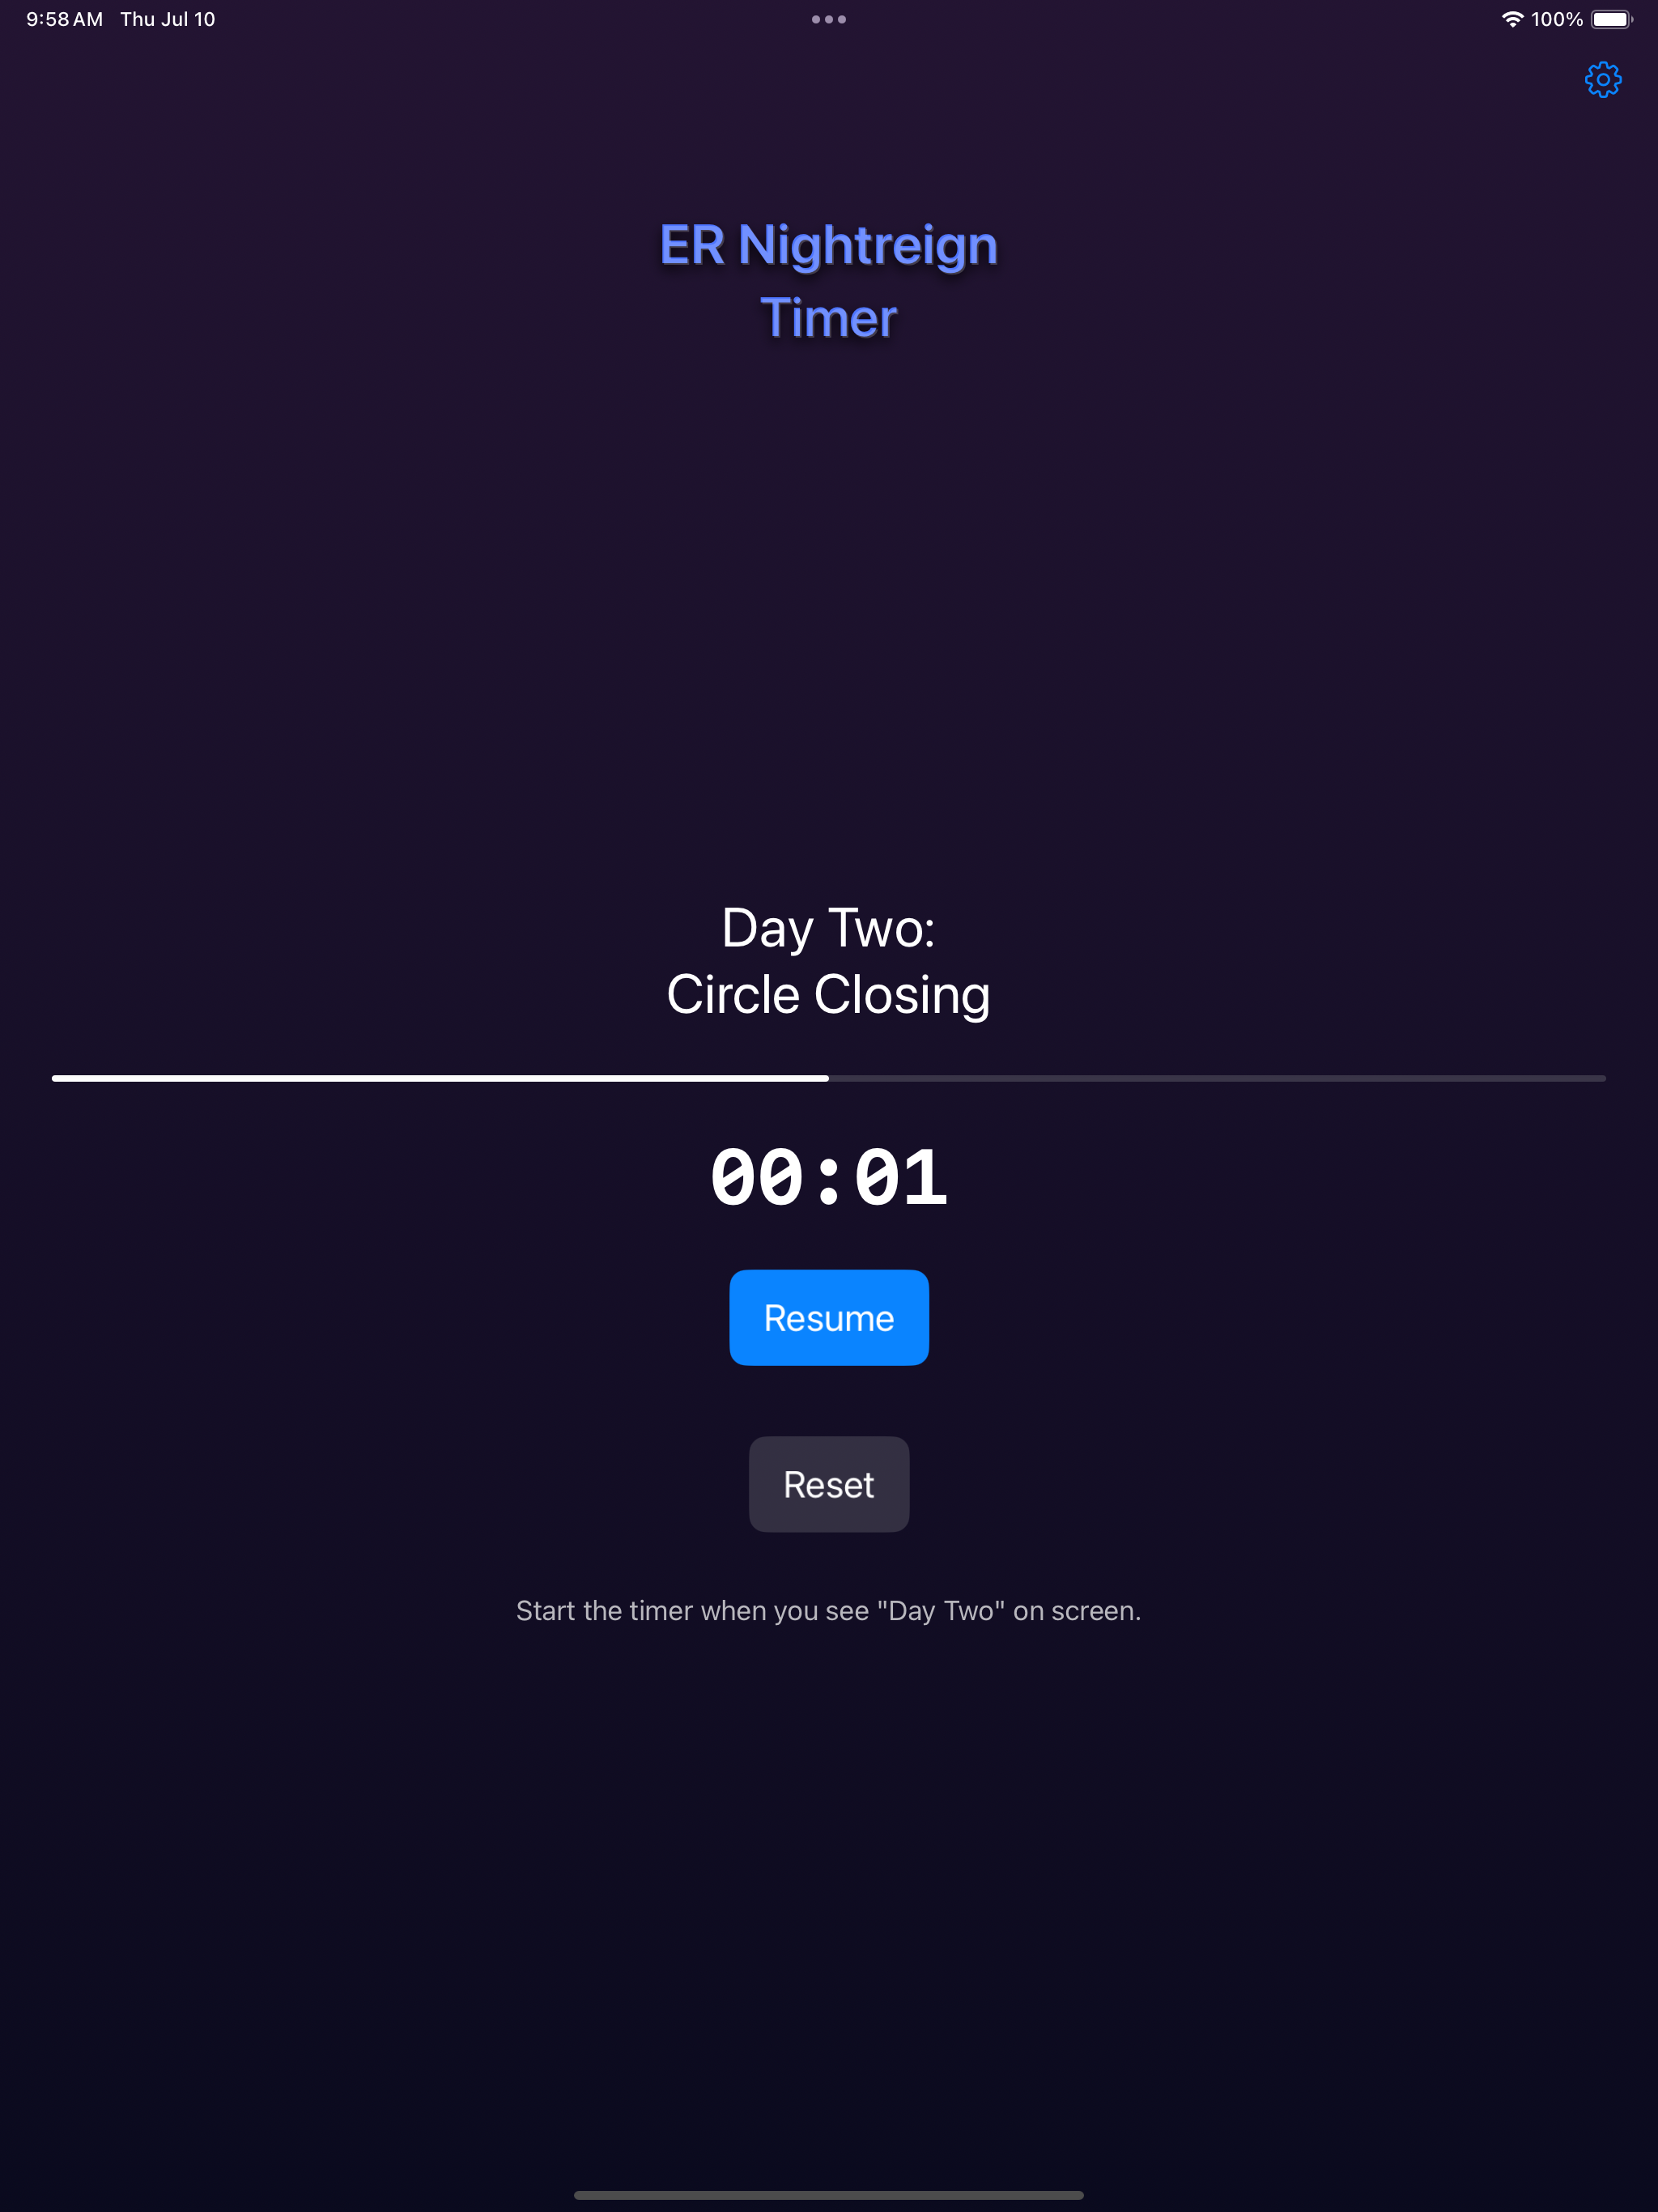 9:58 AM Thu Jul 10
100%
ER Nightreign
Timer
Day Two:
Circle Closing
00:01
Resume
Reset
Start the timer when you see "Day Two" on screen.